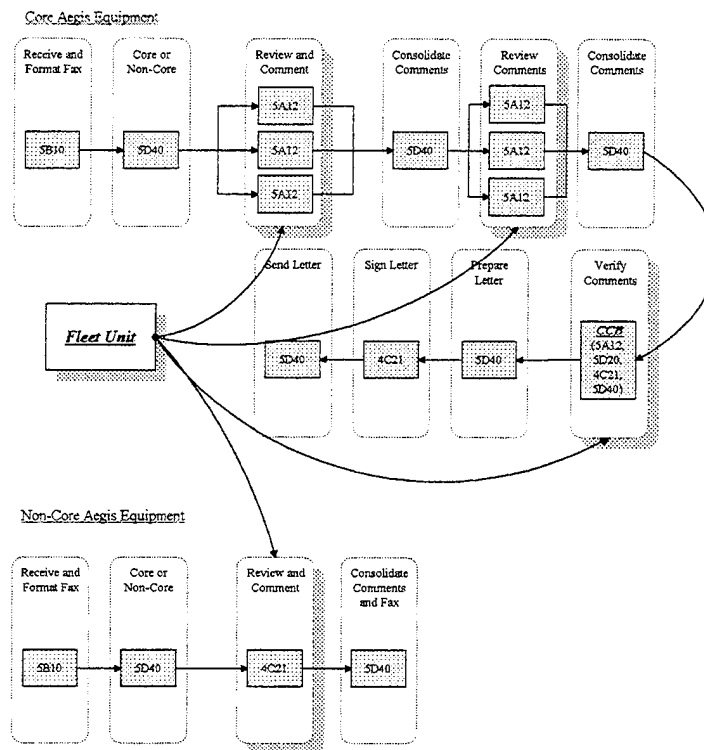 Core Aegis Equipment
Receive and
Format Fax
5B10
Core or
Non-Core
5D40
Review and
Comment
5A12
5A12
5A12
Consolidate
Comments
5D40
Review
Comments
5A12
5A12
5A12
Consolidate
Comments
5D40
Send Letter
5D40
Sign Letter
4C21
Prepare
Letter
5D40
Verify
Comments
CCB
(5A12,
5D20,
4C21,
5D40)
Fleet Unit
Non-Core Aegis Equipment
Receive and
Format Fax
5B10
Core or
Non-Core
5D40
Review and
Comment
4C21
Consolidate
Comments
and Fax
5D40